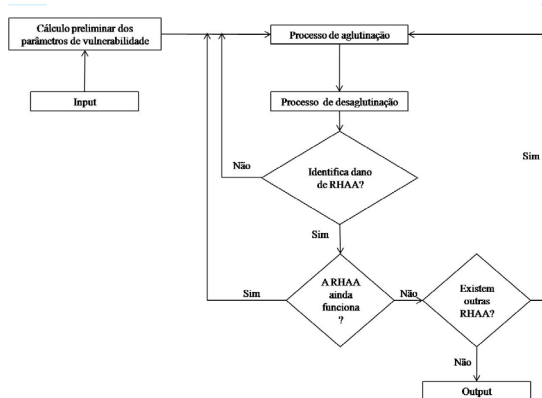 Cálculo preliminar dos
parâmetros de vulnerabilidade
Processo de aglutinação
Input
Processo de desaglutinação
Não
Identifica dano
de RHAA?
Sim
Sim
Sim
A RHAA
ainda
funciona
?
Não
Existem
outras
RHAA?
Não
Output